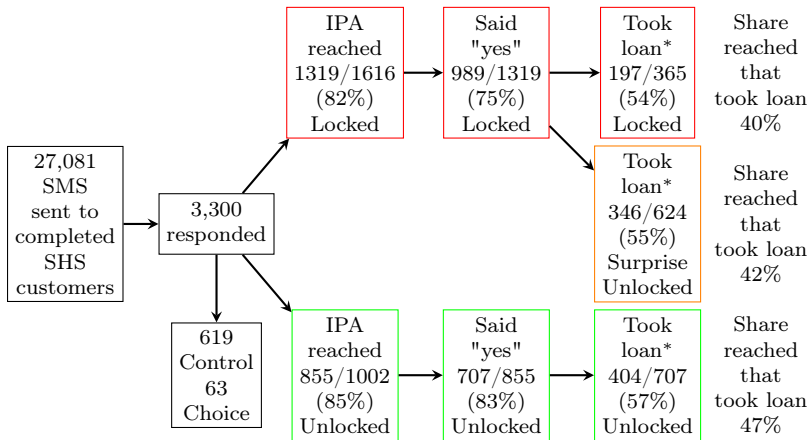 27,081
SMS
sent to
completed
SHS
customers
3,300
responded
619
Control
63
Choice
IPA
reached
1319/1616
(82%)
Locked
Said
"yes"
989/1319
(75%)
Locked
Took
loan*
197/365
(54%)
Locked
Share
reached
that
took loan
40%
Took
loan*
346/624
(55%)
Surprise
Unlocked
Share
reached
that
took loan
42%
IPA
reached
855/1002
(85%)
Unlocked
Said
"yes"
707/855
(83%)
Unlocked
Took
loan*
404/707
(57%)
Unlocked
Share
reached
that
took loan
47%